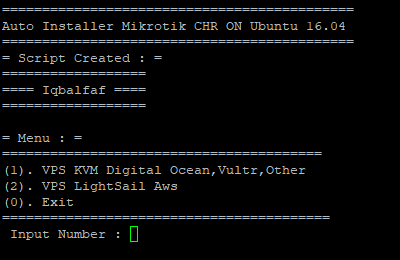 ============================================
Auto Installer Mikrotik CHR ON Ubuntu 16.04
============================================
= Script Created : =
==================
==== Iqbalfaf ====
==================
= Menu : =
========================================
(1). VPS KVM Digital Ocean,Vultr,Other
(2). VPS LightSail Aws
(0). Exit
=========================================
Input Number :